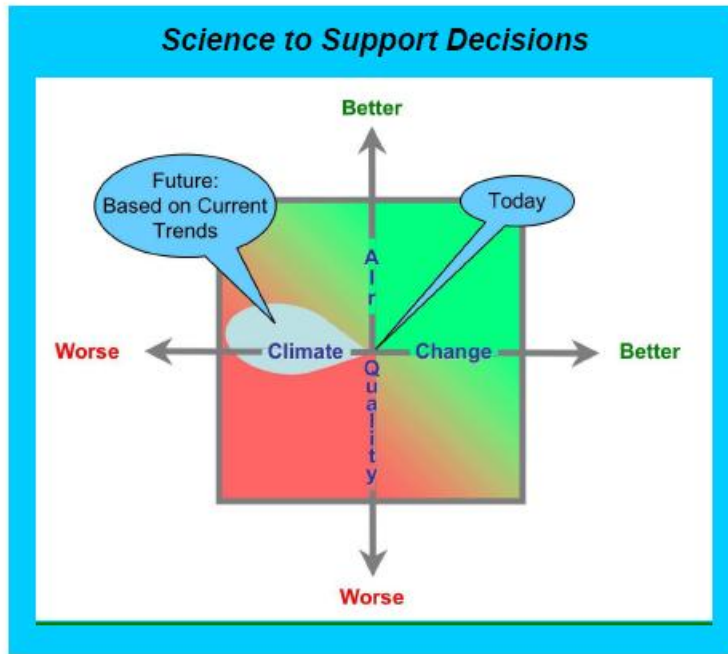 Science to Support Decisions
Better
Future:
Based on Current
Trends
Today
Air
Worse
Climate
Change
Better
Quality
Worse